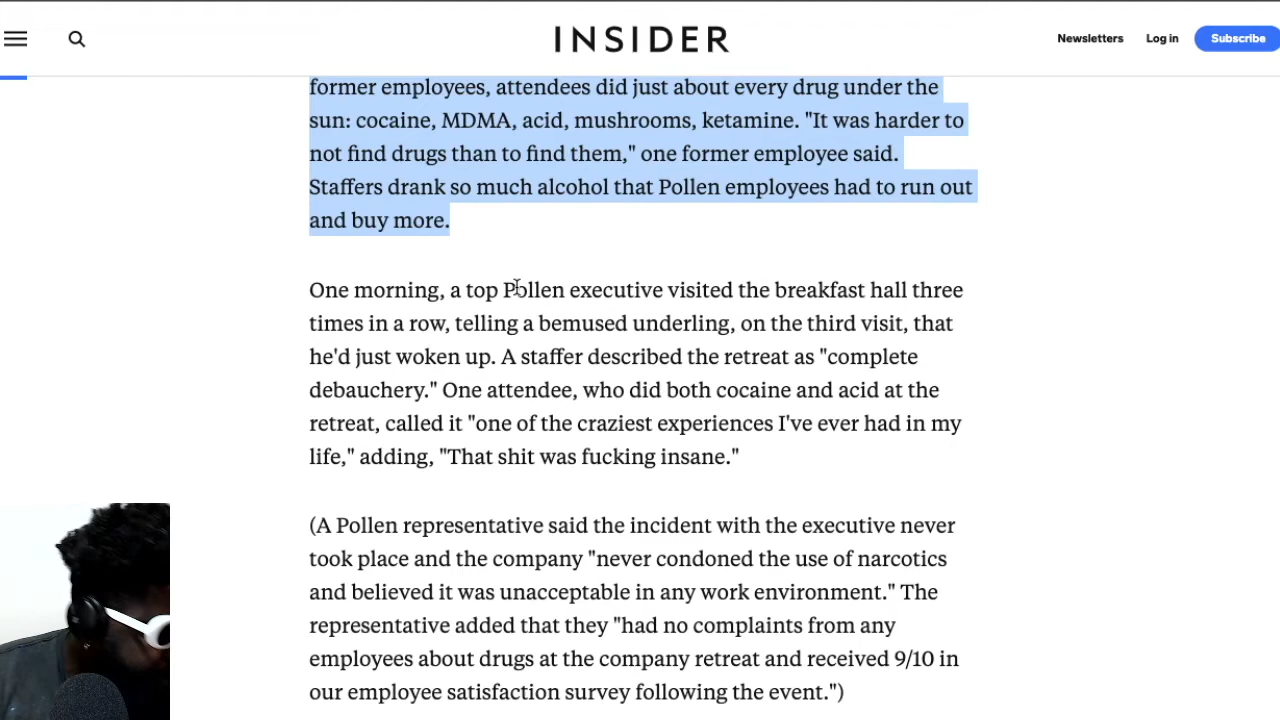 INSIDER
Newsletters
Log in
Subscribe
former employees, attendees did just about every drug under the
sun: cocaine, MDMA, acid, mushrooms, ketamine. "It was harder to
not find drugs than to find them," one former employee said.
Staffers drank so much alcohol that Pollen employees had to run out
and buy more.
One morning, a top Pollen executive visited the breakfast hall three
times in a row, telling a bemused underling, on the third visit, that
he'd just woken up. A staffer described the retreat as "complete
debauchery." One attendee, who did both cocaine and acid at the
retreat, called it "one of the craziest experiences I've ever had in my
life," adding, "That shit was fucking insane."
(A Pollen representative said the incident with the executive never
took place and the company "never condoned the use of narcotics
and believed it was unacceptable in any work environment." The
representative added that they "had no complaints from any
employees about drugs at the company retreat and received 9/10 in
our employee satisfaction survey following the event.")